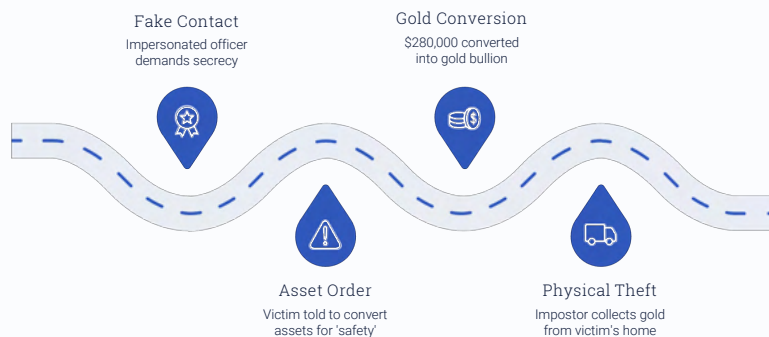 Fake Contact
Impersonated officer
demands secrecy
Gold Conversion
$280,000 converted
into gold bullion
Asset Order
Victim told to convert
assets for 'safety'
Physical Theft
Impostor collects gold
from victim's home